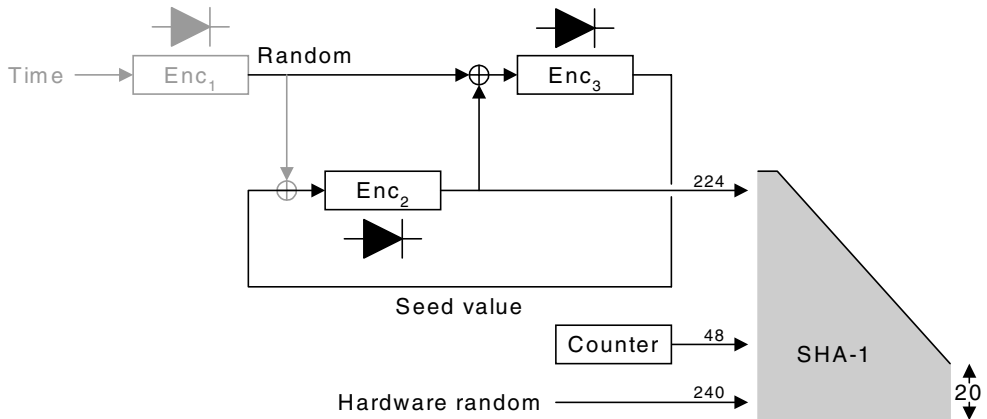 Random
Time
Enc1
Enc3
Enc2
224
Seed value
Counter
48
SHA-1
20
Hardware random
240